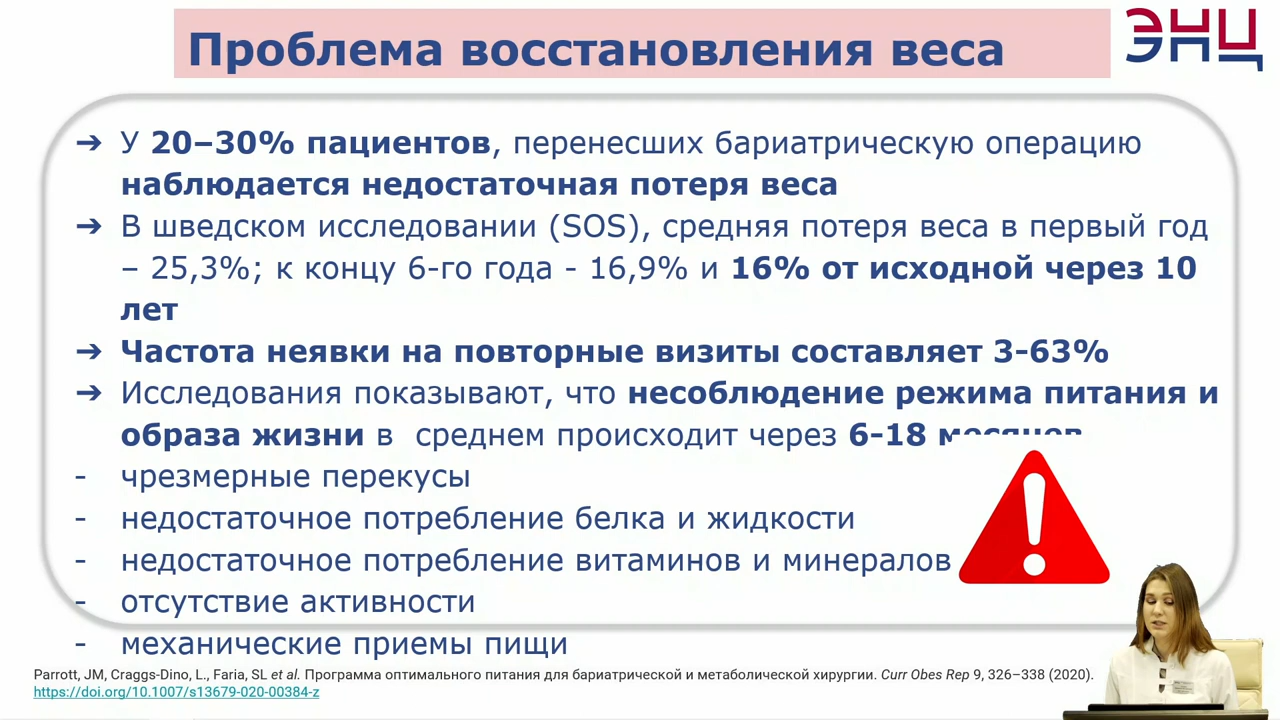 Проблема восстановления веса
ЭНЦ
➔ У 20–30% пациентов, перенесших бариатрическую операцию
наблюдается недостаточная потеря веса
➔ В шведском исследовании (SOS), средняя потеря веса в первый год
– 25,3%; к концу 6-го года - 16,9% и 16% от исходной через 10
лет
➔ Частота неявки на повторные визиты составляет 3-63%
➔ Исследования показывают, что несоблюдение режима питания и
образа жизни в среднем происходит через 6-18 месяцев
- чрезмерные перекусы
- недостаточное потребление белка и жидкости
- недостаточное потребление витаминов и минералов
- отсутствие активности
- механические приемы пищи
Parrott, JM, Craggs-Dino, L., Faria, SL et al. Программа оптимального питания для бариатрической и метаболической хирургии. Curr Obes Rep 9, 326–338 (2020).
https://doi.org/10.1007/s13679-020-00384-z